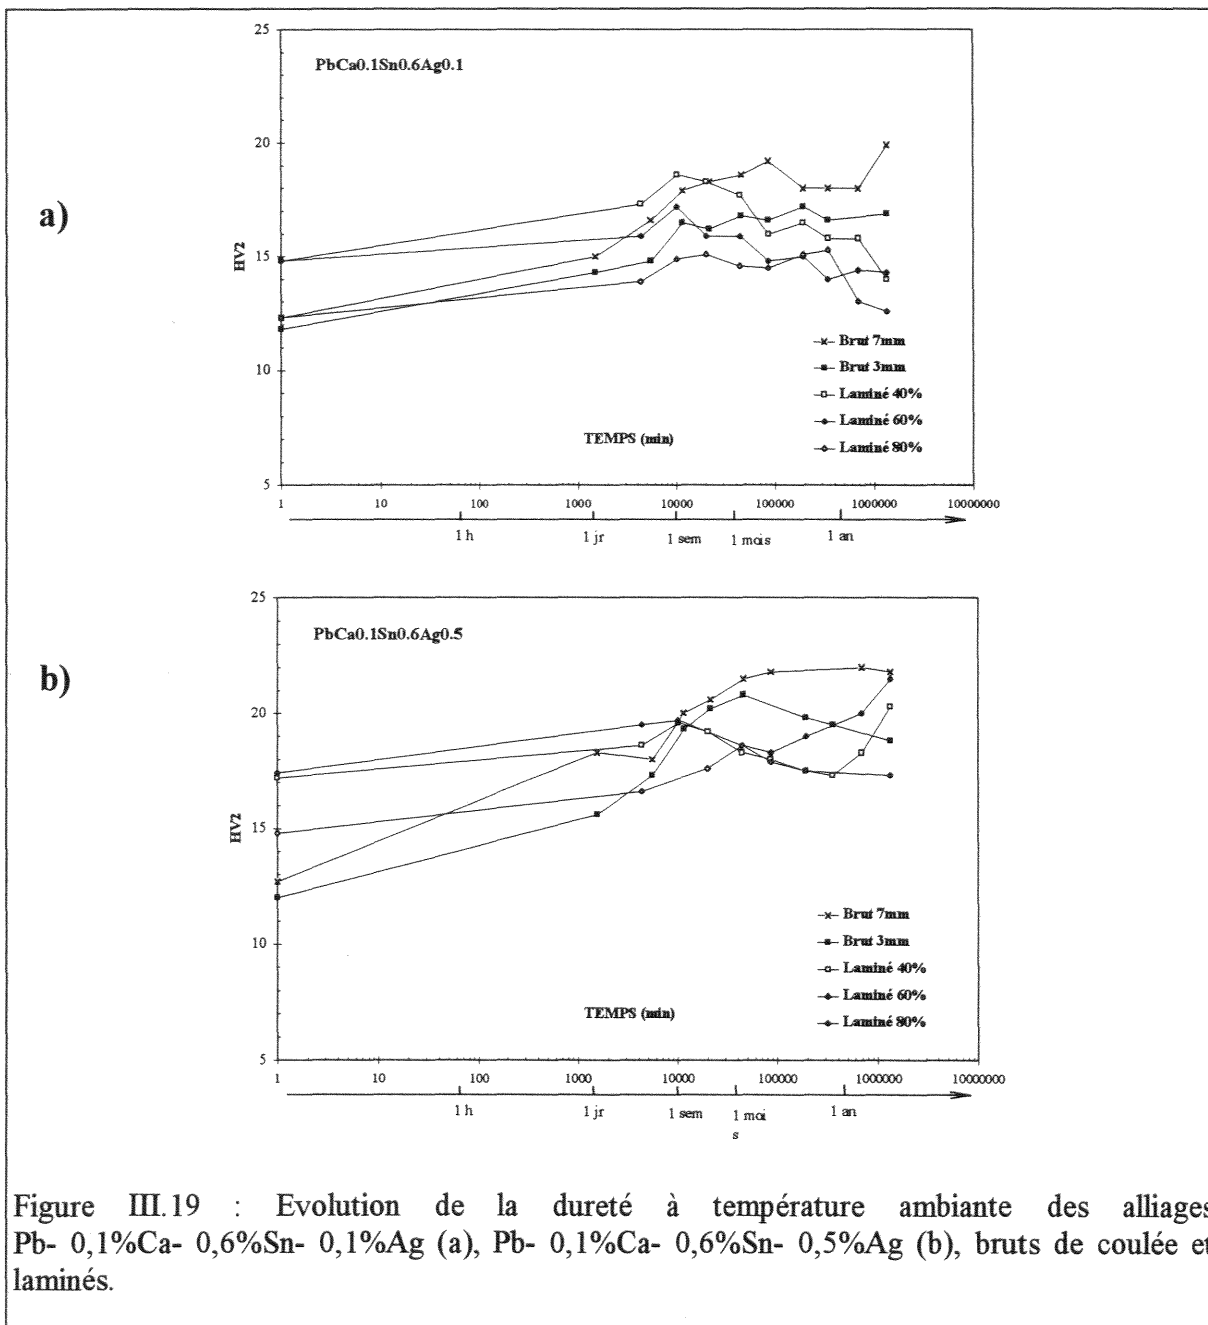 a)
PbCa0.1Sn0.6Ag0.1
HV2
25
20
15
10
5
Brut 7mm
Brut 3mm
Laminé 40%
Laminé 60%
Laminé 80%
TEMPS (min)
1 10 100 1000 10000 100000 1000000 10000000
1 h 1 jr 1 sem 1 mois 1 an
b)
PbCa0.1Sn0.6Ag0.5
HV2
25
20
15
10
5
Brut 7mm
Brut 3mm
Laminé 40%
Laminé 60%
Laminé 80%
TEMPS (min)
1 10 100 1000 10000 100000 1000000 10000000
1 h 1 jr 1 sem 1 moi 1 an
s
Figure III.19 : Evolution de la dureté à température ambiante des alliages
Pb- 0,1%Ca- 0,6%Sn- 0,1%Ag (a), Pb- 0,1%Ca- 0,6%Sn- 0,5%Ag (b), bruts de coulée et
laminés.